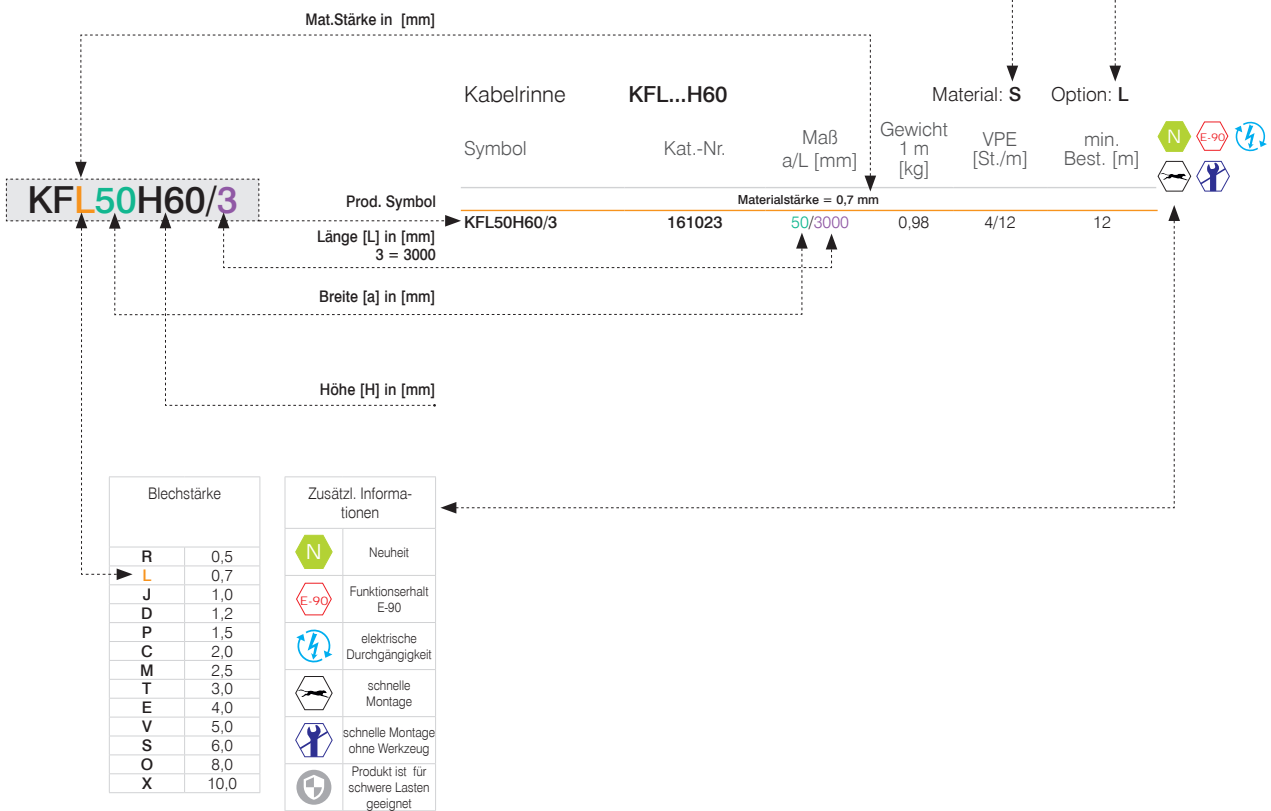 Mat.Stärke in [mm]
Kabelrinne KFL...H60 Material: S Option: L
Symbol Kat.-Nr. Maß a/L [mm] Gewicht 1 m [kg] VPE [St./m] min. Best. [m]
N E-90
KFL50H60/3
Prod. Symbol
Materialstärke = 0,7 mm
KFL50H60/3 161023 50/3000 0,98 4/12 12
Länge [L] in [mm]
3 = 3000
Breite [a] in [mm]
Höhe [H] in [mm]
Blechstärke
R 0,5
L 0,7
J 1,0
D 1,2
P 1,5
C 2,0
M 2,5
T 3,0
E 4,0
V 5,0
S 6,0
O 8,0
X 10,0
Zusätzl. Informa-
tionen
N Neuheit
E-90 Funktionserhalt
E-90
elektrische
Durchgängigkeit
schnelle
Montage
schnelle Montage
ohne Werkzeug
Produkt ist für
schwere Lasten
geeignet